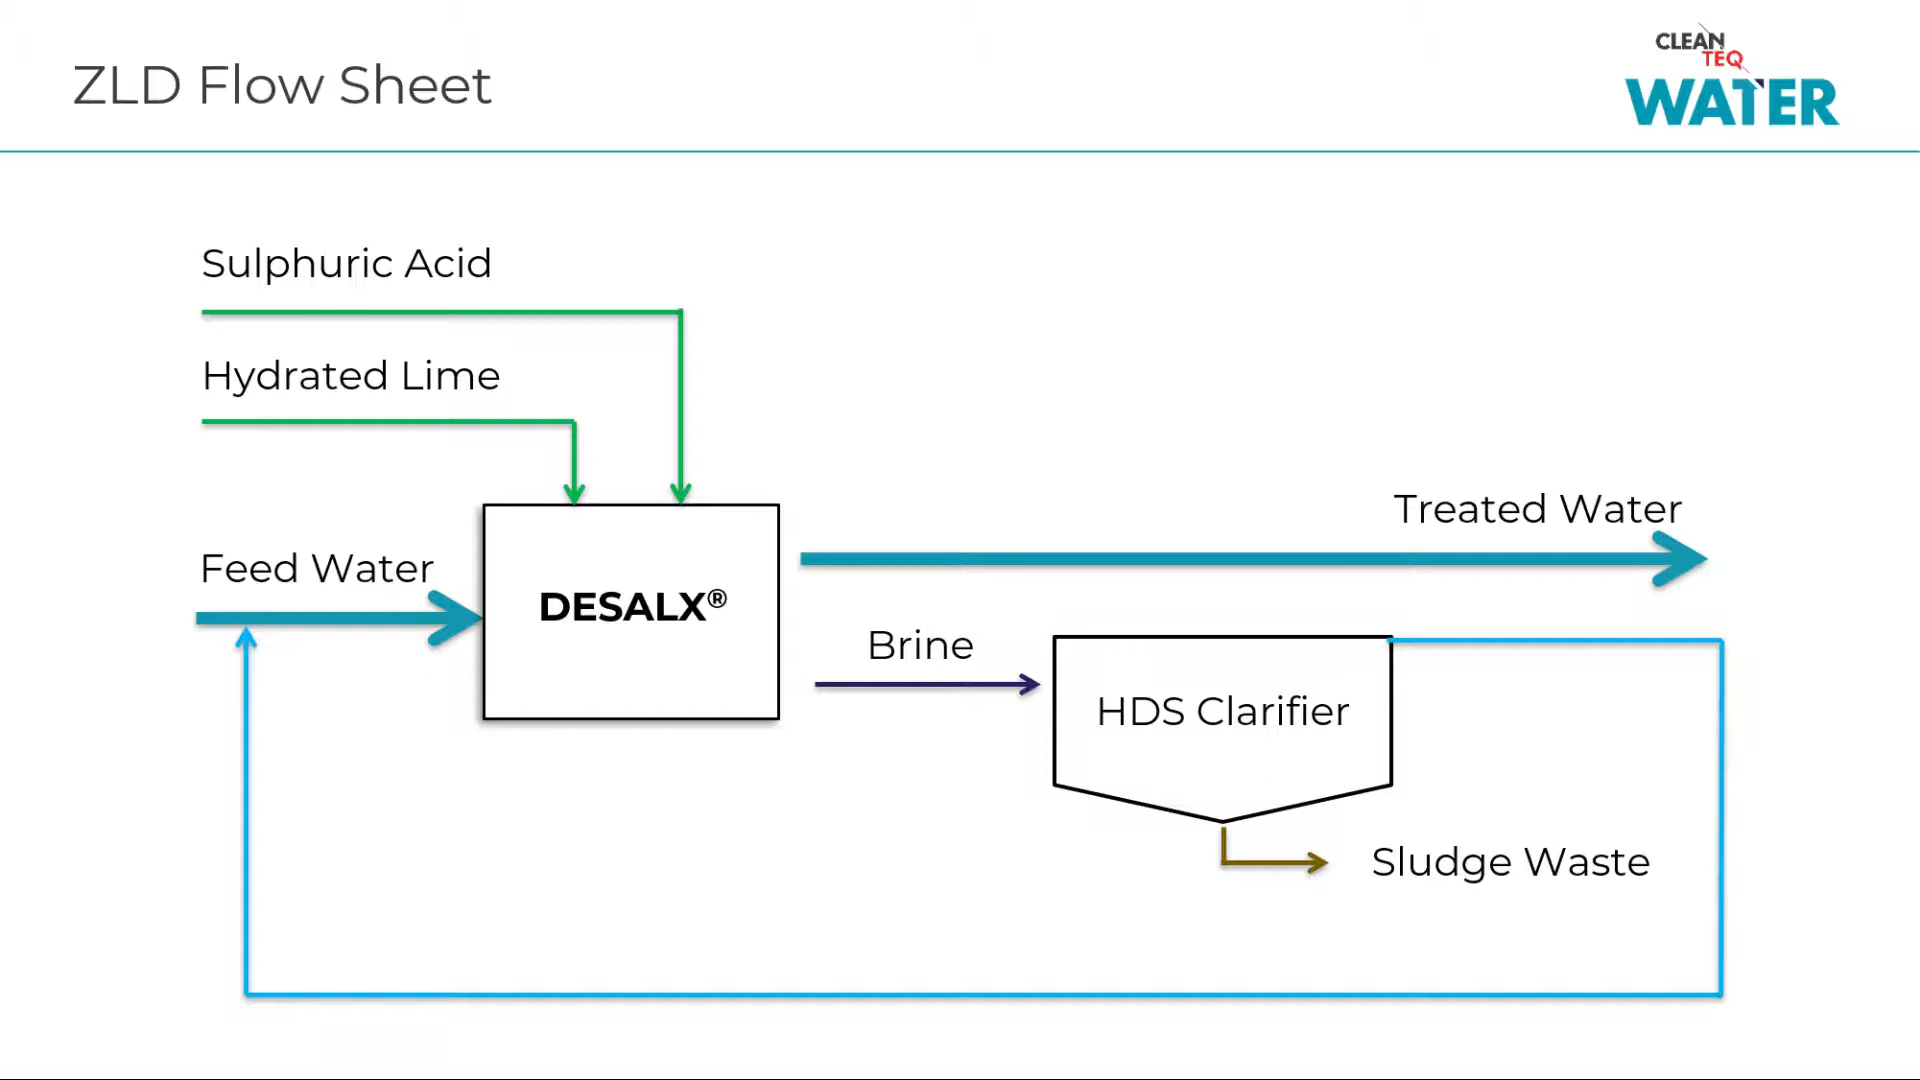 ZLD Flow Sheet
CLEAN
TEQ
WATER
Sulphuric Acid
Hydrated Lime
Feed Water
DESALX®
Treated Water
Brine
HDS Clarifier
Sludge Waste